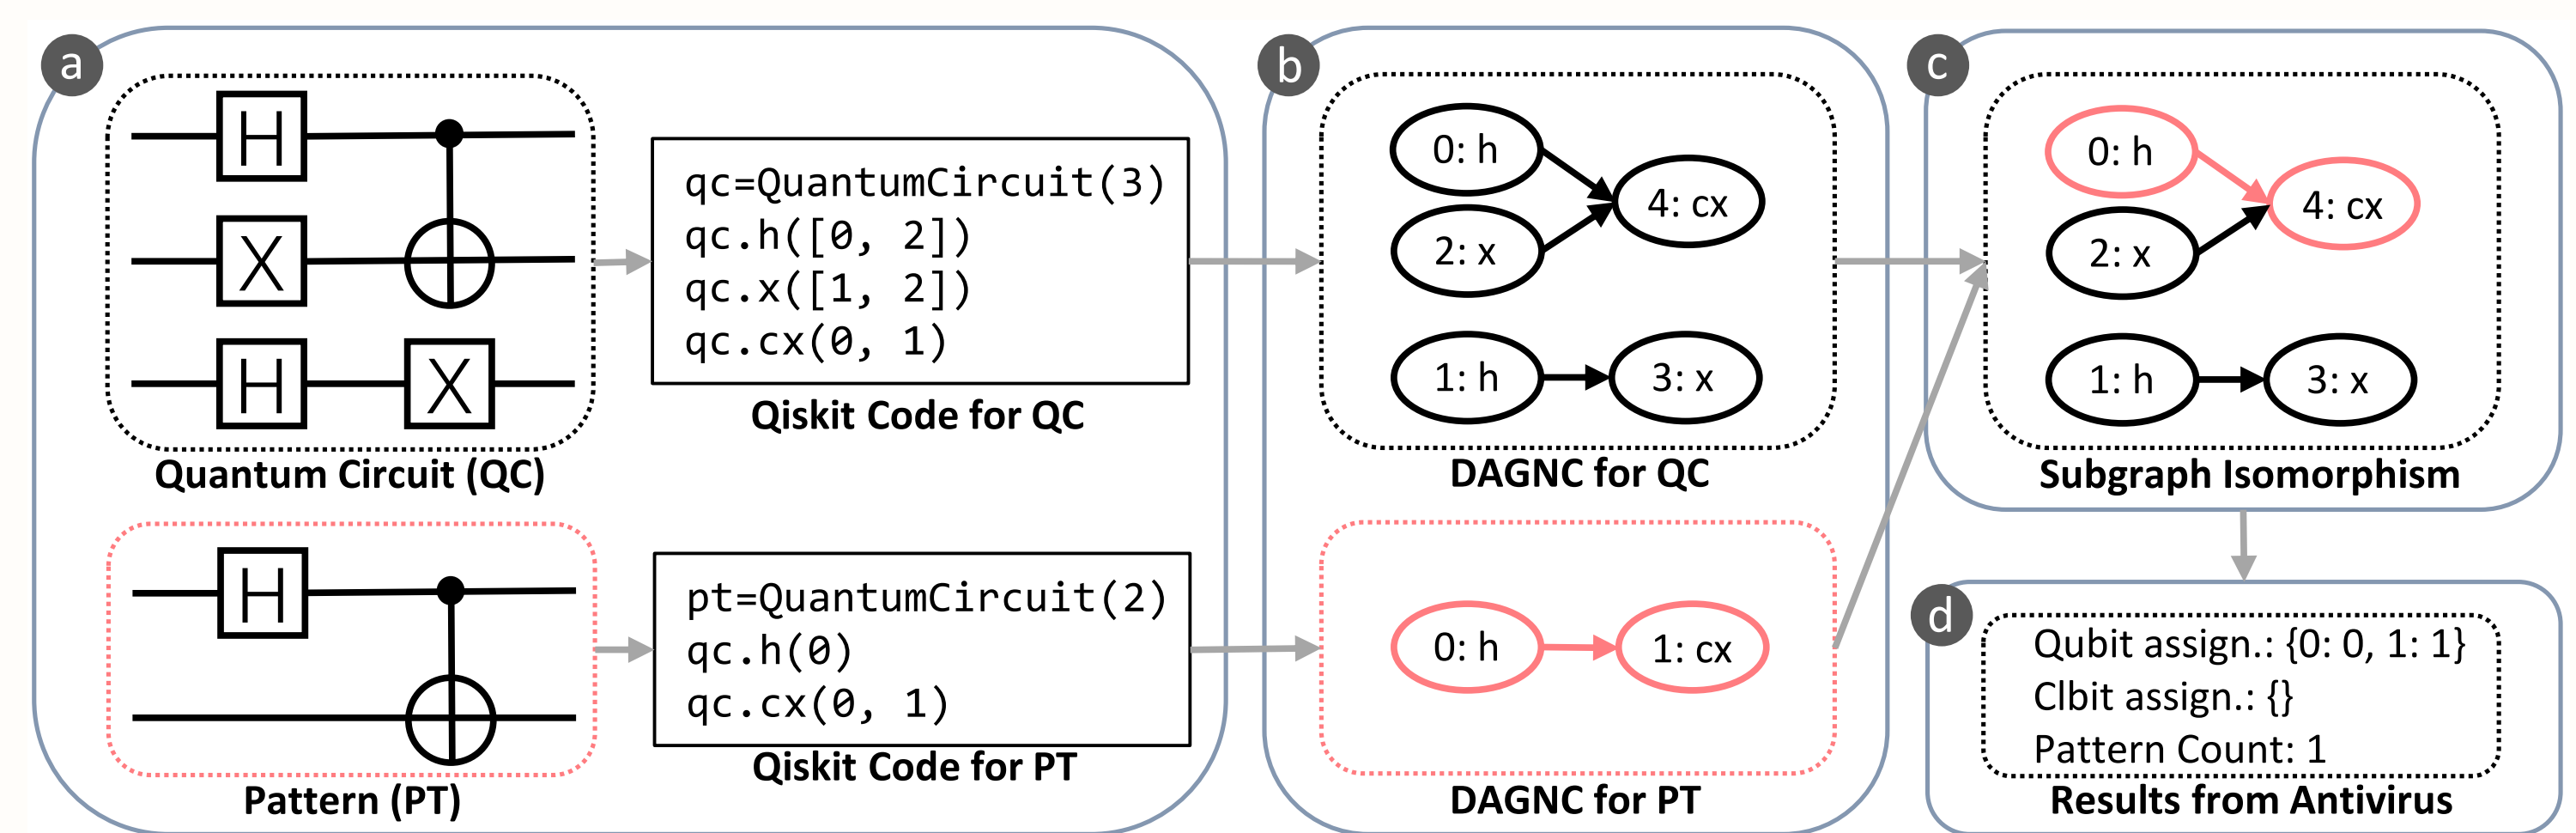 a
H
X
H X
Quantum Circuit (QC)
qc=QuantumCircuit(3)
qc.h([0, 2])
qc.x([1, 2])
qc.cx(0, 1)
Qiskit Code for QC
H
Pattern (PT)
pt=QuantumCircuit(2)
qc.h(0)
qc.cx(0, 1)
Qiskit Code for PT
b
0: h
4: cx
2: x
1: h
3: x
DAGNC for QC
0: h
1: cx
DAGNC for PT
c
0: h
4: cx
2: x
1: h
3: x
Subgraph Isomorphism
d
Qubit assign.: {0: 0, 1: 1}
Clbit assign.: {}
Pattern Count: 1
Results from Antivirus